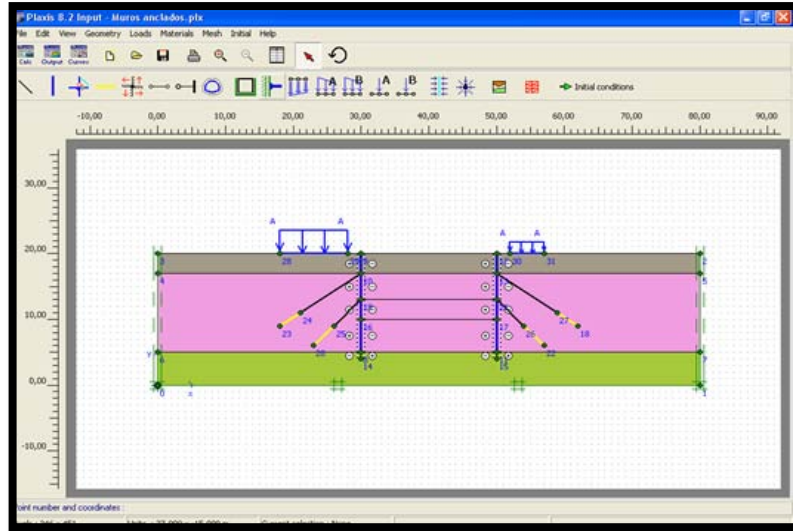 Plaxis 8.2 Input - Muros anclados.plx
File Edit View Geometry Loads Materials Mesh Initial Help
Calc Output Curves
A B A B Initial conditions
-10,00 0,00 10,00 20,00 30,00 40,00 50,00 60,00 70,00 80,00 90,00
30,00
A A
A A
20,00
3 28 30 31 2
4 5
10,00
24 27
23 25 16 17 26 18
22
Y 6 7
14 15
0,00
0 x 1
-10,00
Point number and coordinates :